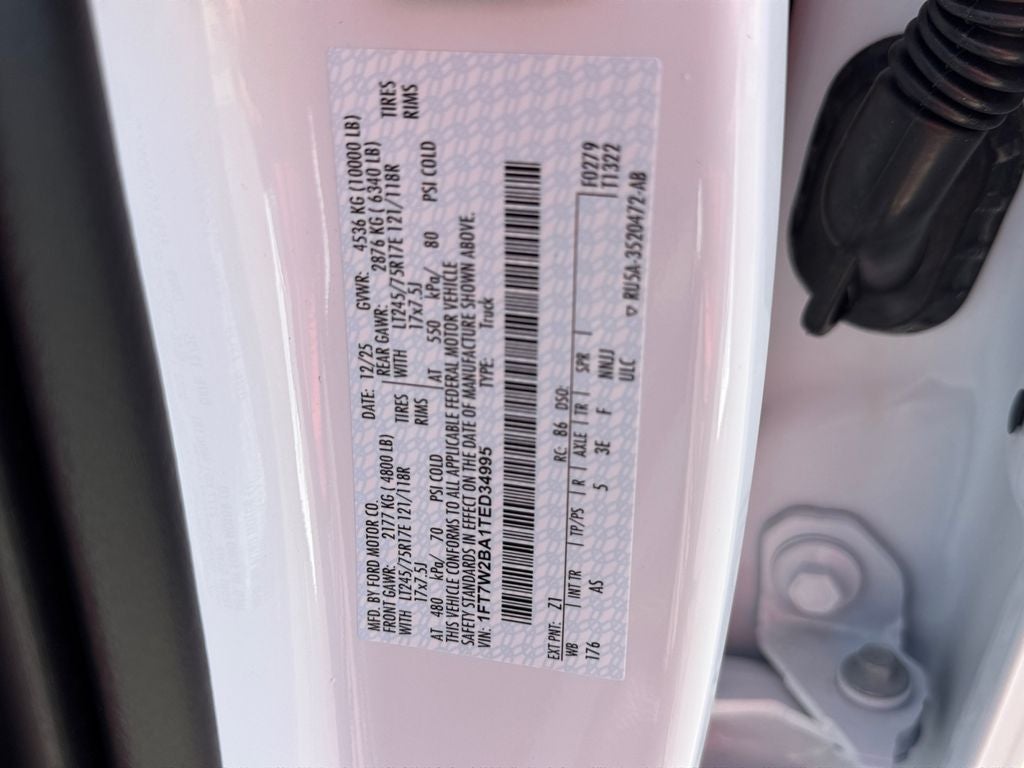 MFD. BY FORD MOTOR CO.
DATE: 12/25 GVWR: 4536 KG (10000 LB)
FRONT GAWR: 2177 KG ( 4800 LB) REAR GAWR: 2876 KG ( 6340 LB)
WITH LT245/75R17E 121/118R TIRES WITH LT245/75R17E 121/118R TIRES
17x7.5J RIMS 17x7.5J RIMS
AT 480 kPa/ 70 PSI COLD AT 550 kPa/ 80 PSI COLD
THIS VEHICLE CONFORMS TO ALL APPLICABLE FEDERAL MOTOR VEHICLE
SAFETY STANDARDS IN EFFECT ON THE DATE OF MANUFACTURE SHOWN ABOVE.
VIN: 1FT7W2BA1TED34995 TYPE: Truck
EXT PNT: Z1 RC: 86 DSO: F0279
WB INT TR TP/PS R AXLE TR SPR T1322
176 AS 5 3E F NNUJ
ULC RU5A-3520472-AB